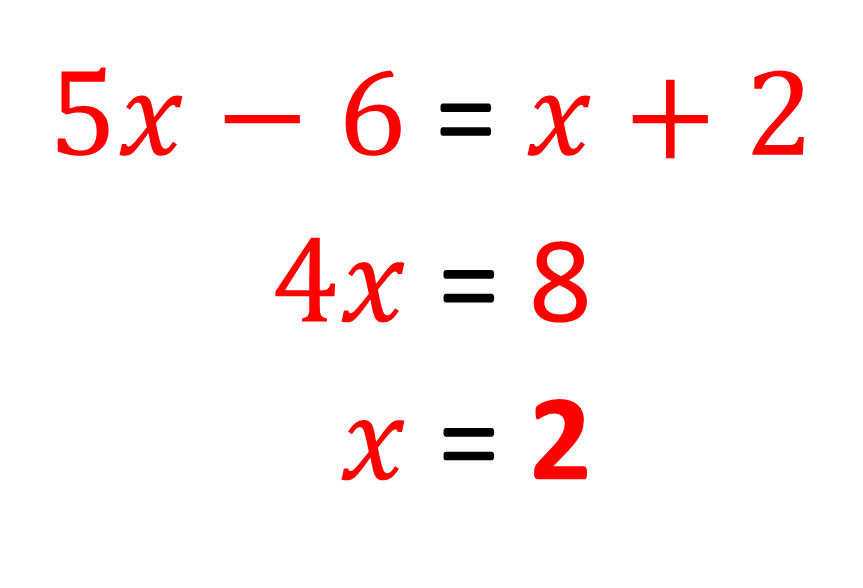 5x − 6 = x + 2
4x = 8
x = 2